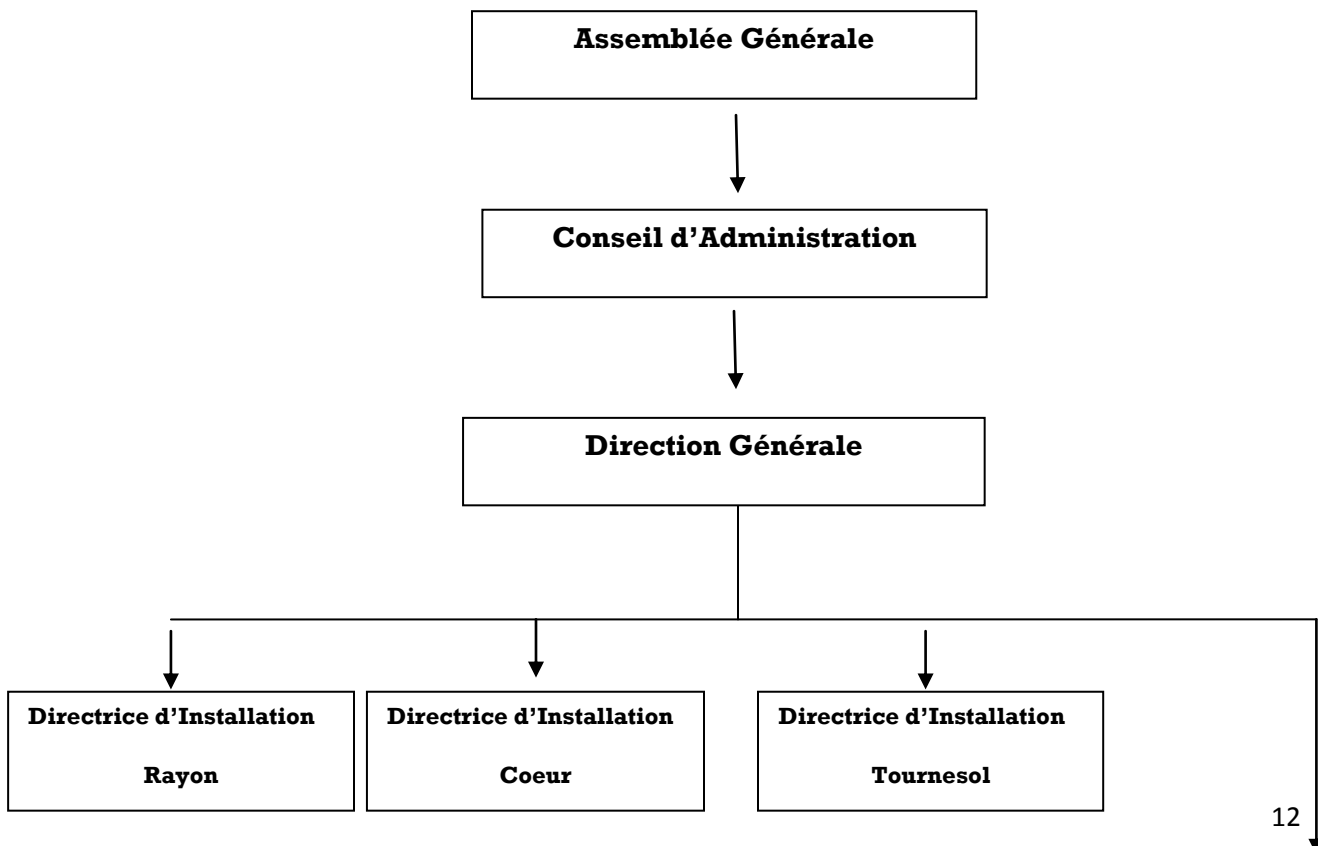 Assemblée Générale
Conseil d’Administration
Direction Générale
Directrice d’Installation
Rayon
Directrice d’Installation
Coeur
Directrice d’Installation
Tournesol
12